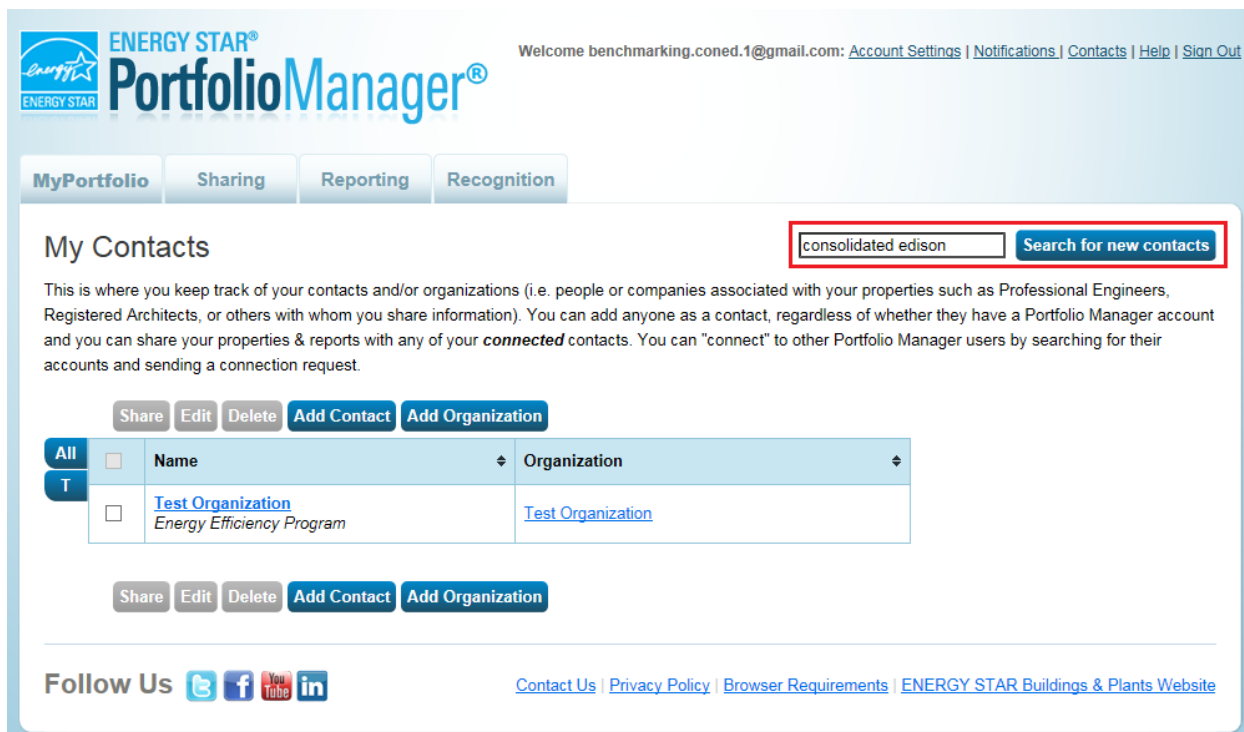 ENERGY STAR®
PortfolioManager®
energy
ENERGY STAR
Welcome benchmarking.coned.1@gmail.com: Account Settings | Notifications | Contacts | Help | Sign Out
MyPortfolio Sharing Reporting Recognition
My Contacts
consolidated edison Search for new contacts
This is where you keep track of your contacts and/or organizations (i.e. people or companies associated with your properties such as Professional Engineers,
Registered Architects, or others with whom you share information). You can add anyone as a contact, regardless of whether they have a Portfolio Manager account
and you can share your properties & reports with any of your connected contacts. You can "connect" to other Portfolio Manager users by searching for their
accounts and sending a connection request.
Share Edit Delete Add Contact Add Organization
All
T
Name Organization
Test Organization Test Organization
Energy Efficiency Program
Share Edit Delete Add Contact Add Organization
Follow Us
You Tube
in
Contact Us | Privacy Policy | Browser Requirements | ENERGY STAR Buildings & Plants Website